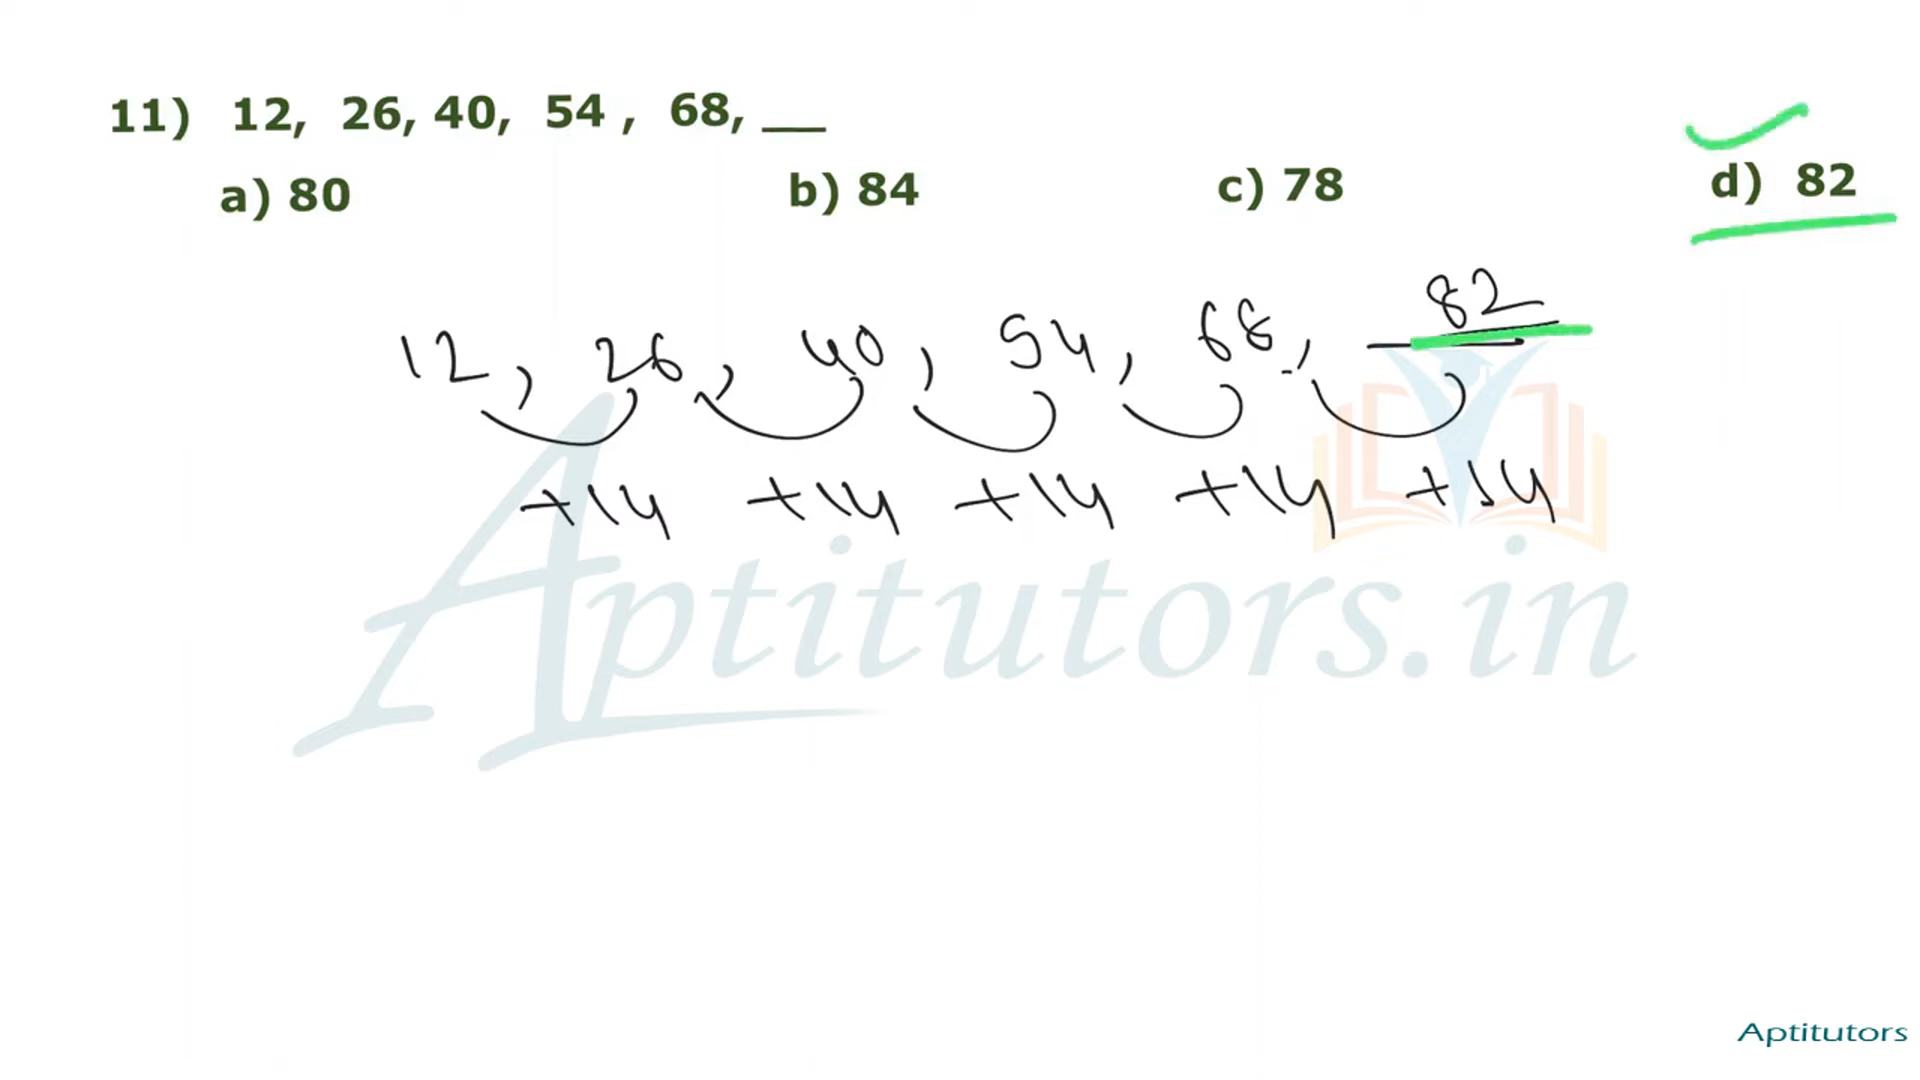 11) 12, 26, 40, 54 , 68, __
a) 80 b) 84 c) 78 d) 82
12, 26, 40, 54, 68, 82
+14 +14 +14 +14 +14
Aptitutors.in
Aptitutors